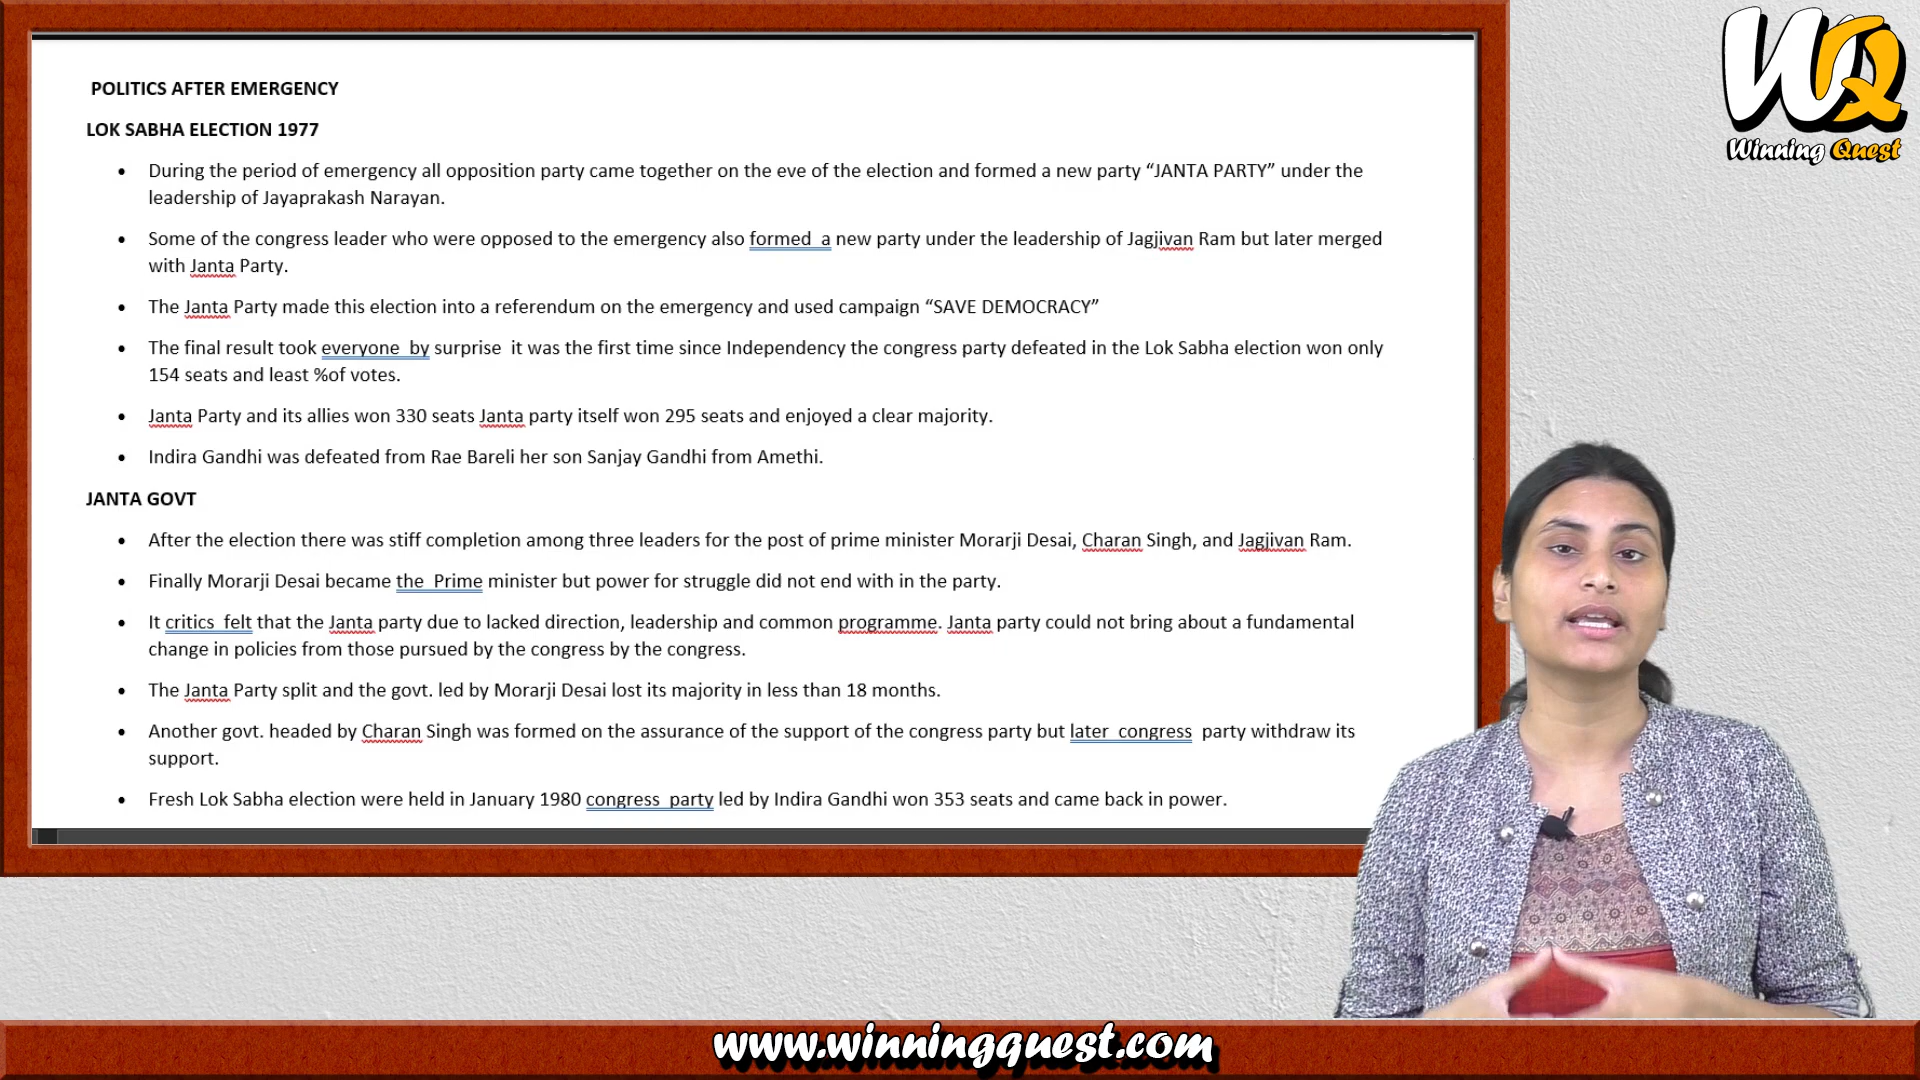 POLITICS AFTER EMERGENCY
LOK SABHA ELECTION 1977
• During the period of emergency all opposition party came together on the eve of the election and formed a new party “JANTA PARTY” under the
leadership of Jayaprakash Narayan.
• Some of the congress leader who were opposed to the emergency also formed  a new party under the leadership of Jagjivan Ram but later merged
with Janta Party.
• The Janta Party made this election into a referendum on the emergency and used campaign “SAVE DEMOCRACY”
• The final result took everyone  by surprise  it was the first time since Independency the congress party defeated in the Lok Sabha election won only
154 seats and least %of votes.
• Janta Party and its allies won 330 seats Janta party itself won 295 seats and enjoyed a clear majority.
• Indira Gandhi was defeated from Rae Bareli her son Sanjay Gandhi from Amethi.
JANTA GOVT
• After the election there was stiff completion among three leaders for the post of prime minister Morarji Desai, Charan Singh, and Jagjivan Ram.
• Finally Morarji Desai became the  Prime minister but power for struggle did not end with in the party.
• It critics  felt that the Janta party due to lacked direction, leadership and common programme. Janta party could not bring about a fundamental
change in policies from those pursued by the congress by the congress.
• The Janta Party split and the govt. led by Morarji Desai lost its majority in less than 18 months.
• Another govt. headed by Charan Singh was formed on the assurance of the support of the congress party but later  congress  party withdraw its
support.
• Fresh Lok Sabha election were held in January 1980 congress  party led by Indira Gandhi won 353 seats and came back in power.
WQ
Winning Quest
www.winningquest.com